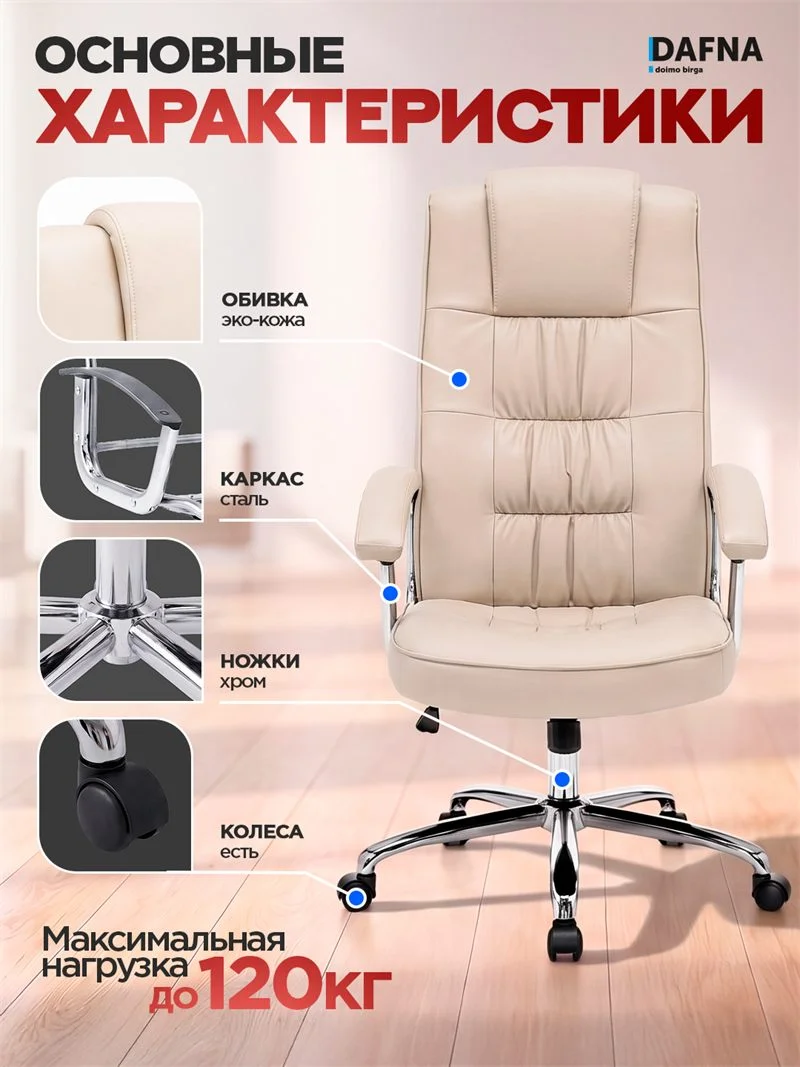 ОСНОВНЫЕ
DAFNA
doimo birga
ХАРАКТЕРИСТИКИ
ОБИВКА
эко-кожа
КАРКАС
сталь
НОЖКИ
хром
КОЛЕСА
есть
Максимальная
нагрузка
до 120кг